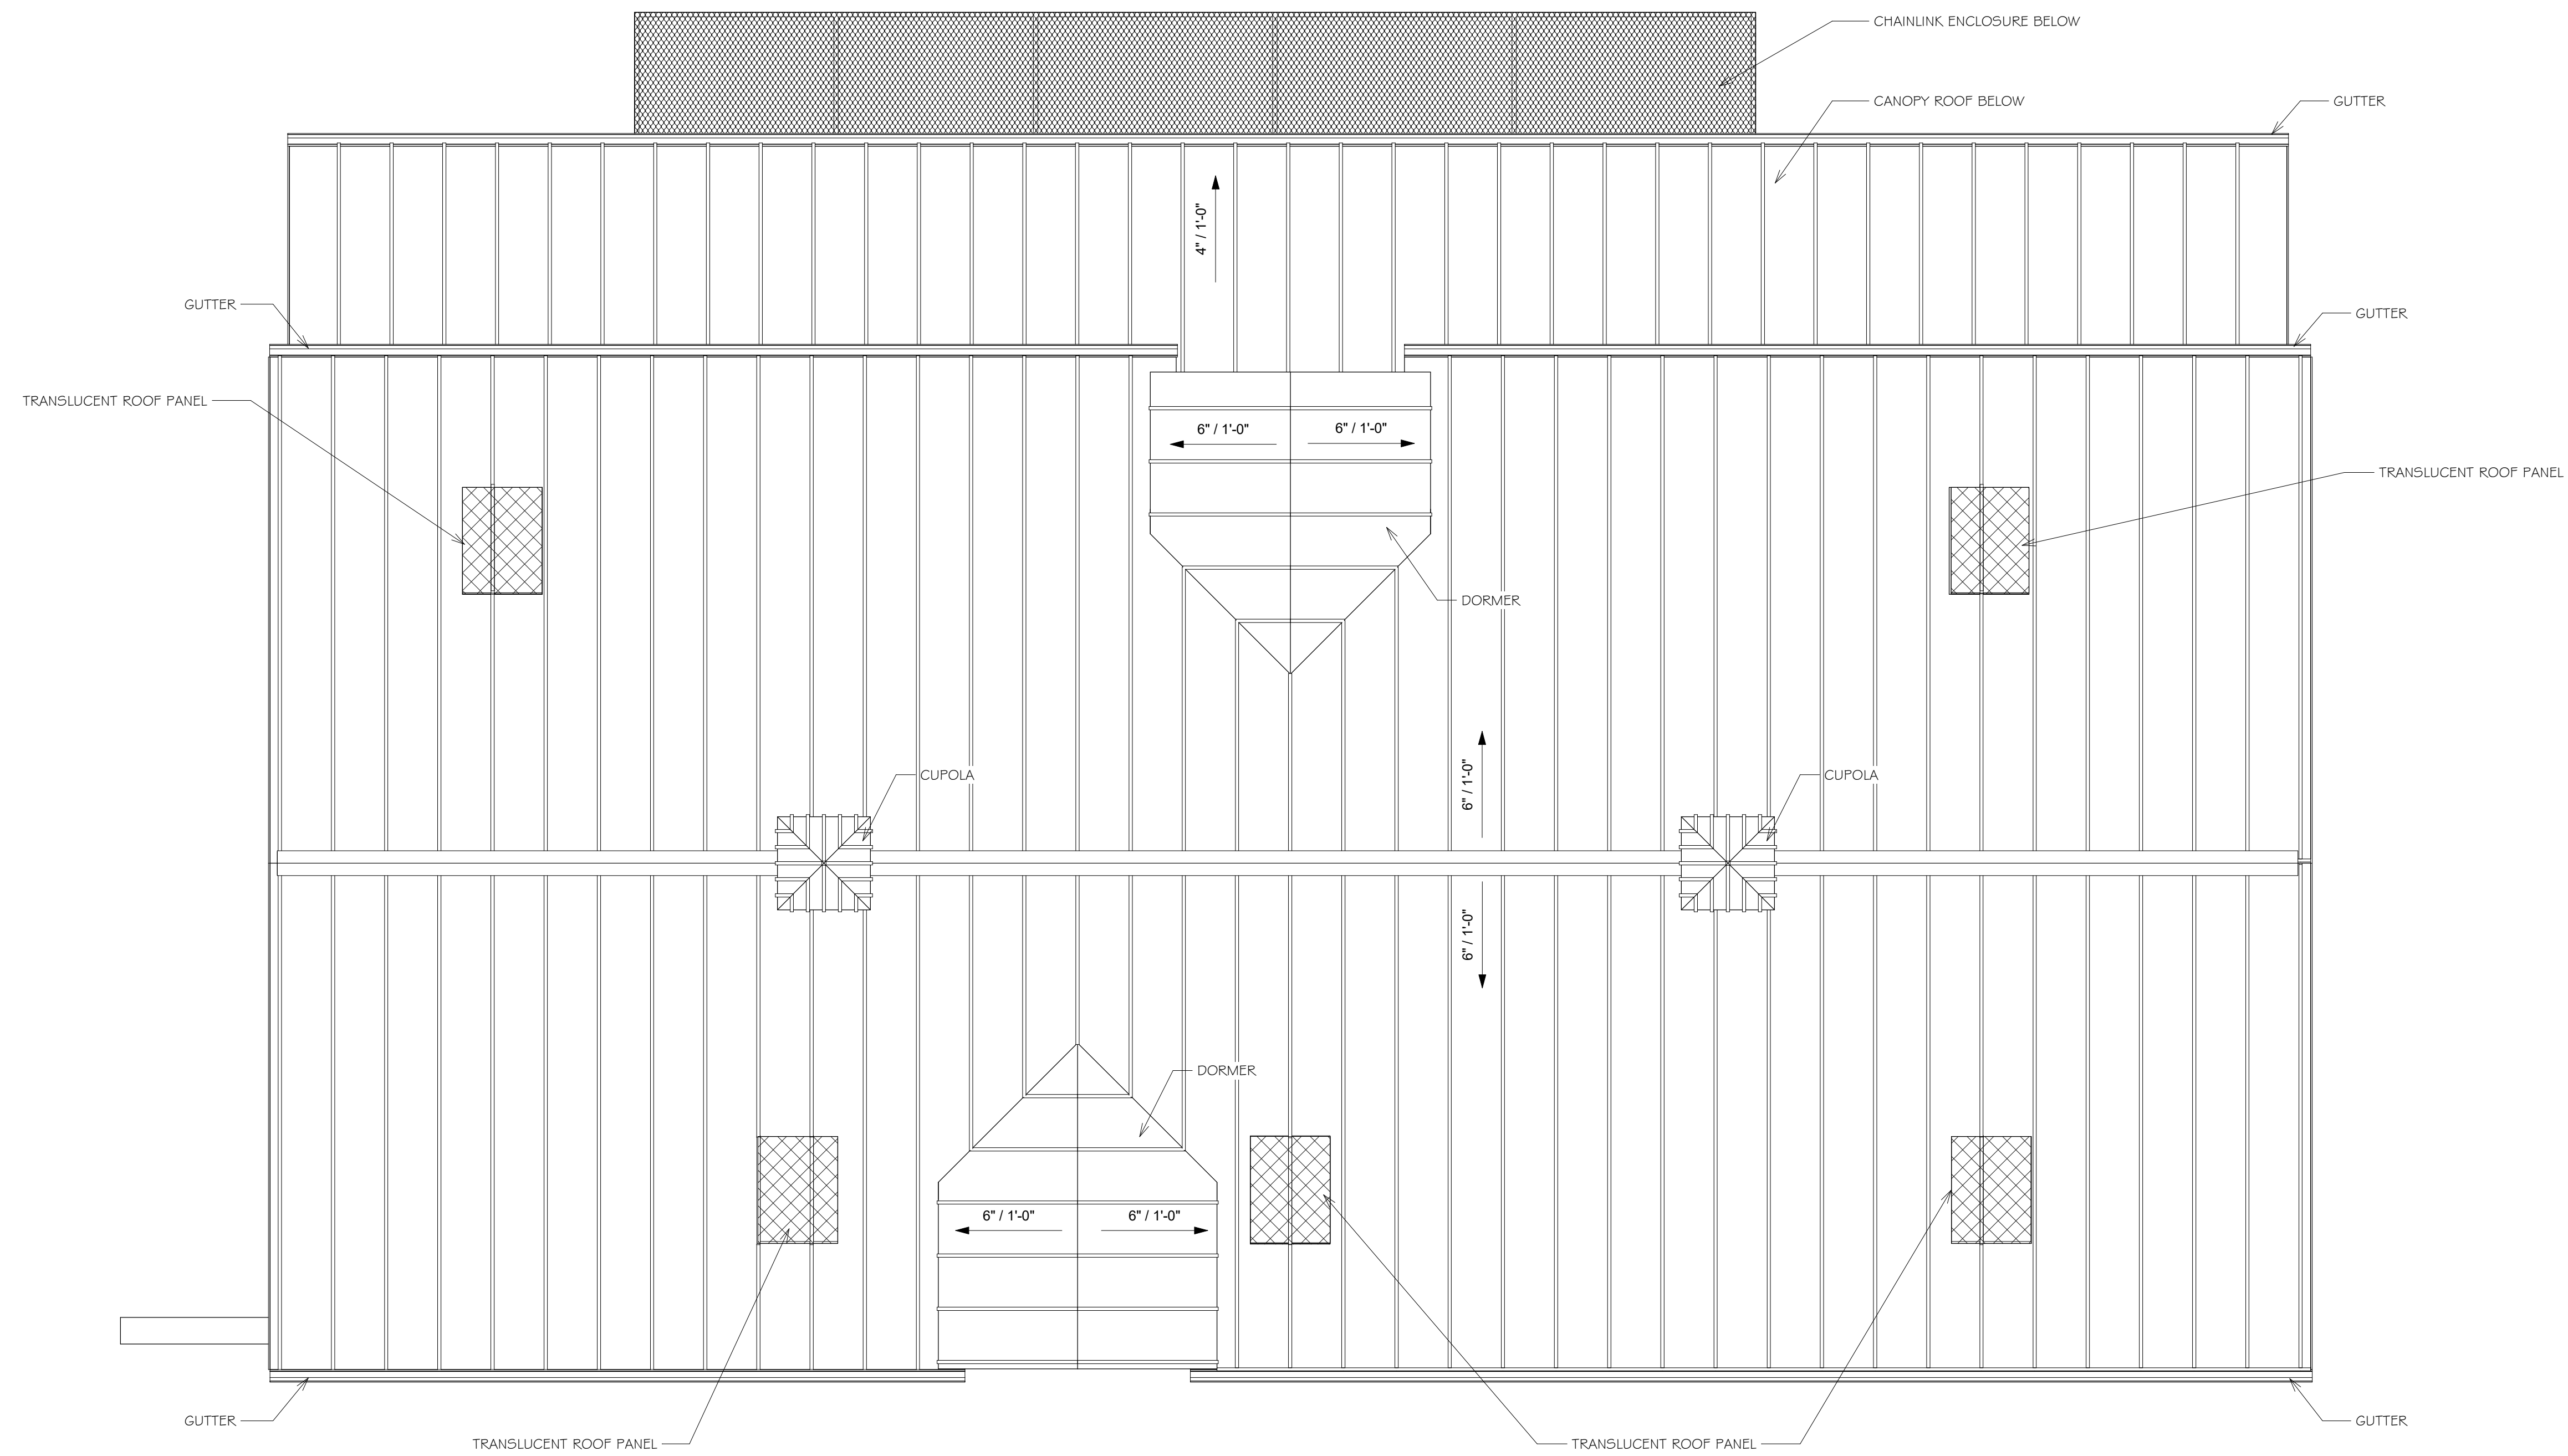 CHAINLINK ENCLOSURE BELOW
CANOPY ROOF BELOW
GUTTER
4" / 1'-0"
GUTTER
GUTTER
TRANSLUCENT ROOF PANEL
6" / 1'-0"
6" / 1'-0"
TRANSLUCENT ROOF PANEL
DORMER
6" / 1'-0"
CUPOLA
CUPOLA
6" / 1'-0"
DORMER
6" / 1'-0"
6" / 1'-0"
GUTTER
GUTTER
TRANSLUCENT ROOF PANEL
TRANSLUCENT ROOF PANEL